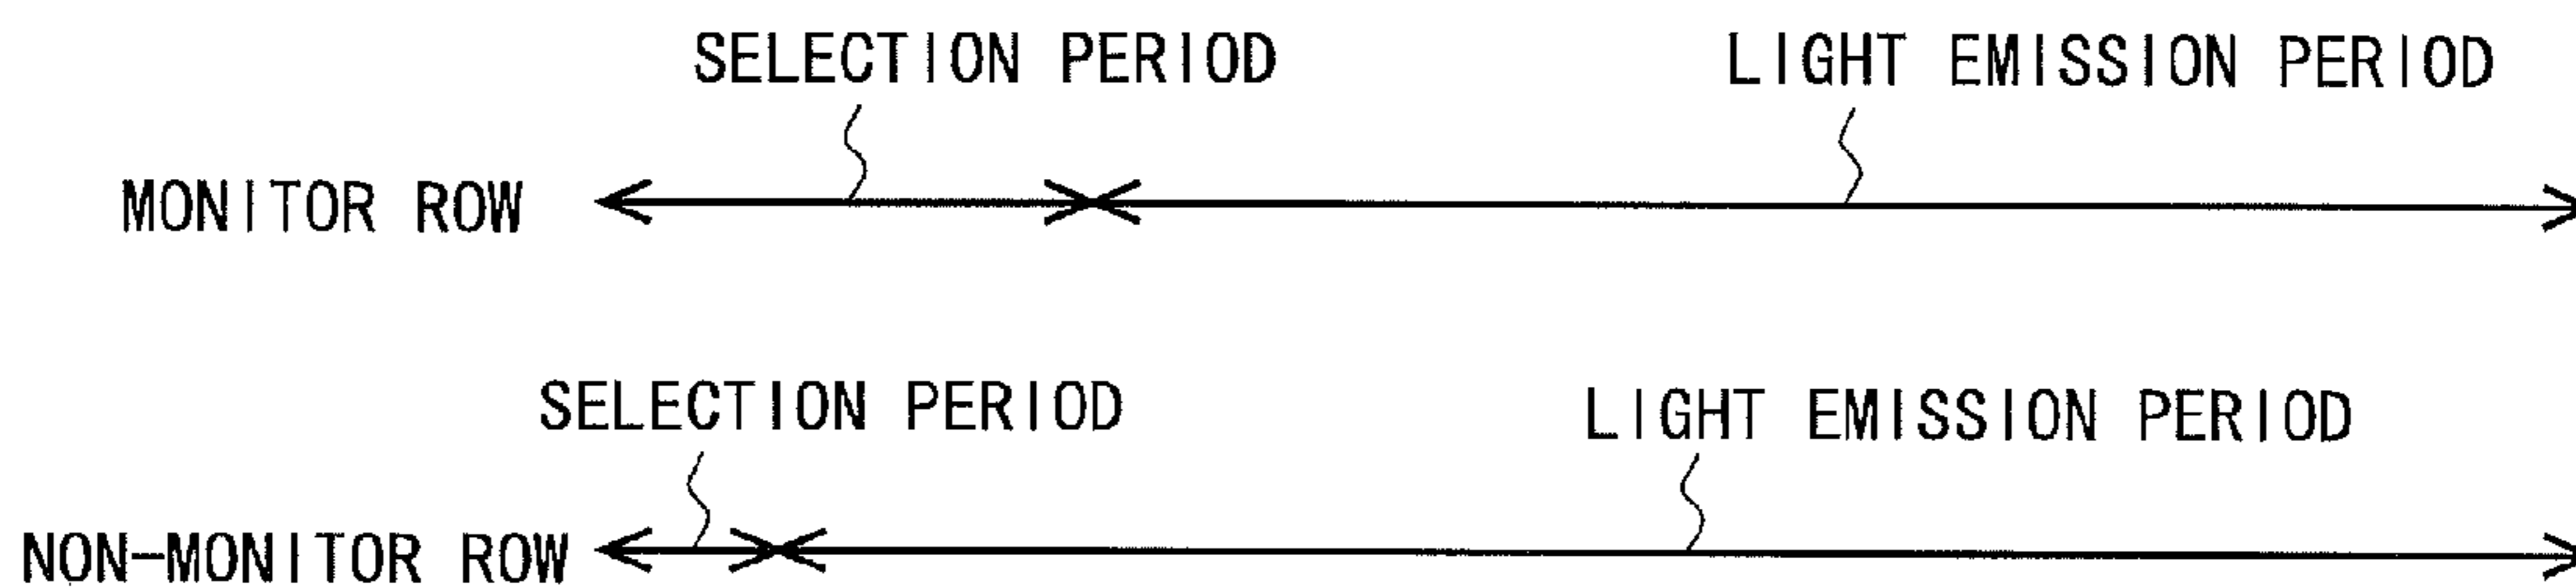 SELECTION PERIOD
LIGHT EMISSION PERIOD
MONITOR ROW
SELECTION PERIOD
LIGHT EMISSION PERIOD
NON-MONITOR ROW